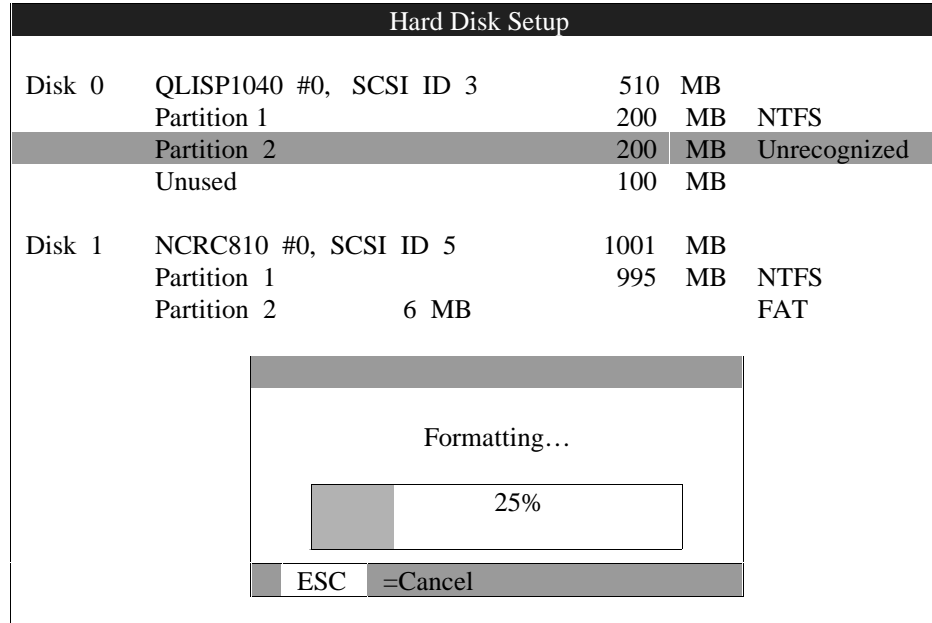 Hard Disk Setup
Disk 0 QLISP1040 #0, SCSI ID 3 510 MB
Partition 1 200 MB NTFS
Partition 2 200 MB Unrecognized
Unused 100 MB
Disk 1 NCRC810 #0, SCSI ID 5 1001 MB
Partition 1 995 MB NTFS
Partition 2 6 MB FAT
Formatting…
25%
ESC =Cancel